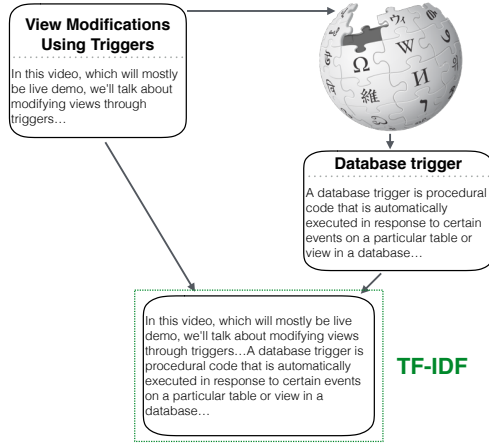 View Modifications
Using Triggers
In this video, which will mostly
be live demo, we'll talk about
modifying views through
triggers…
Ω
W
維
И
7
ウィ
Database trigger
A database trigger is procedural
code that is automatically
executed in response to certain
events on a particular table or
view in a database…
In this video, which will mostly be live
demo, we'll talk about modifying views
through triggers…A database trigger is
procedural code that is automatically
executed in response to certain events
on a particular table or view in a
database…
TF-IDF